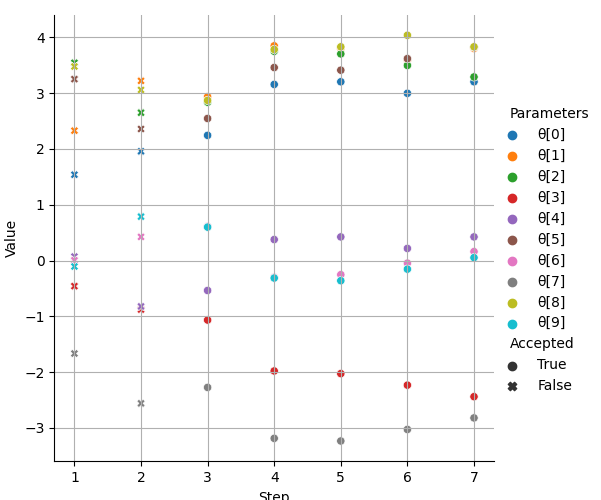 4
3
2
1
0
−1
−2
−3
Value
1 2 3 4 5 6 7
Step
Parameters
θ[0]
θ[1]
θ[2]
θ[3]
θ[4]
θ[5]
θ[6]
θ[7]
θ[8]
θ[9]
Accepted
True
False